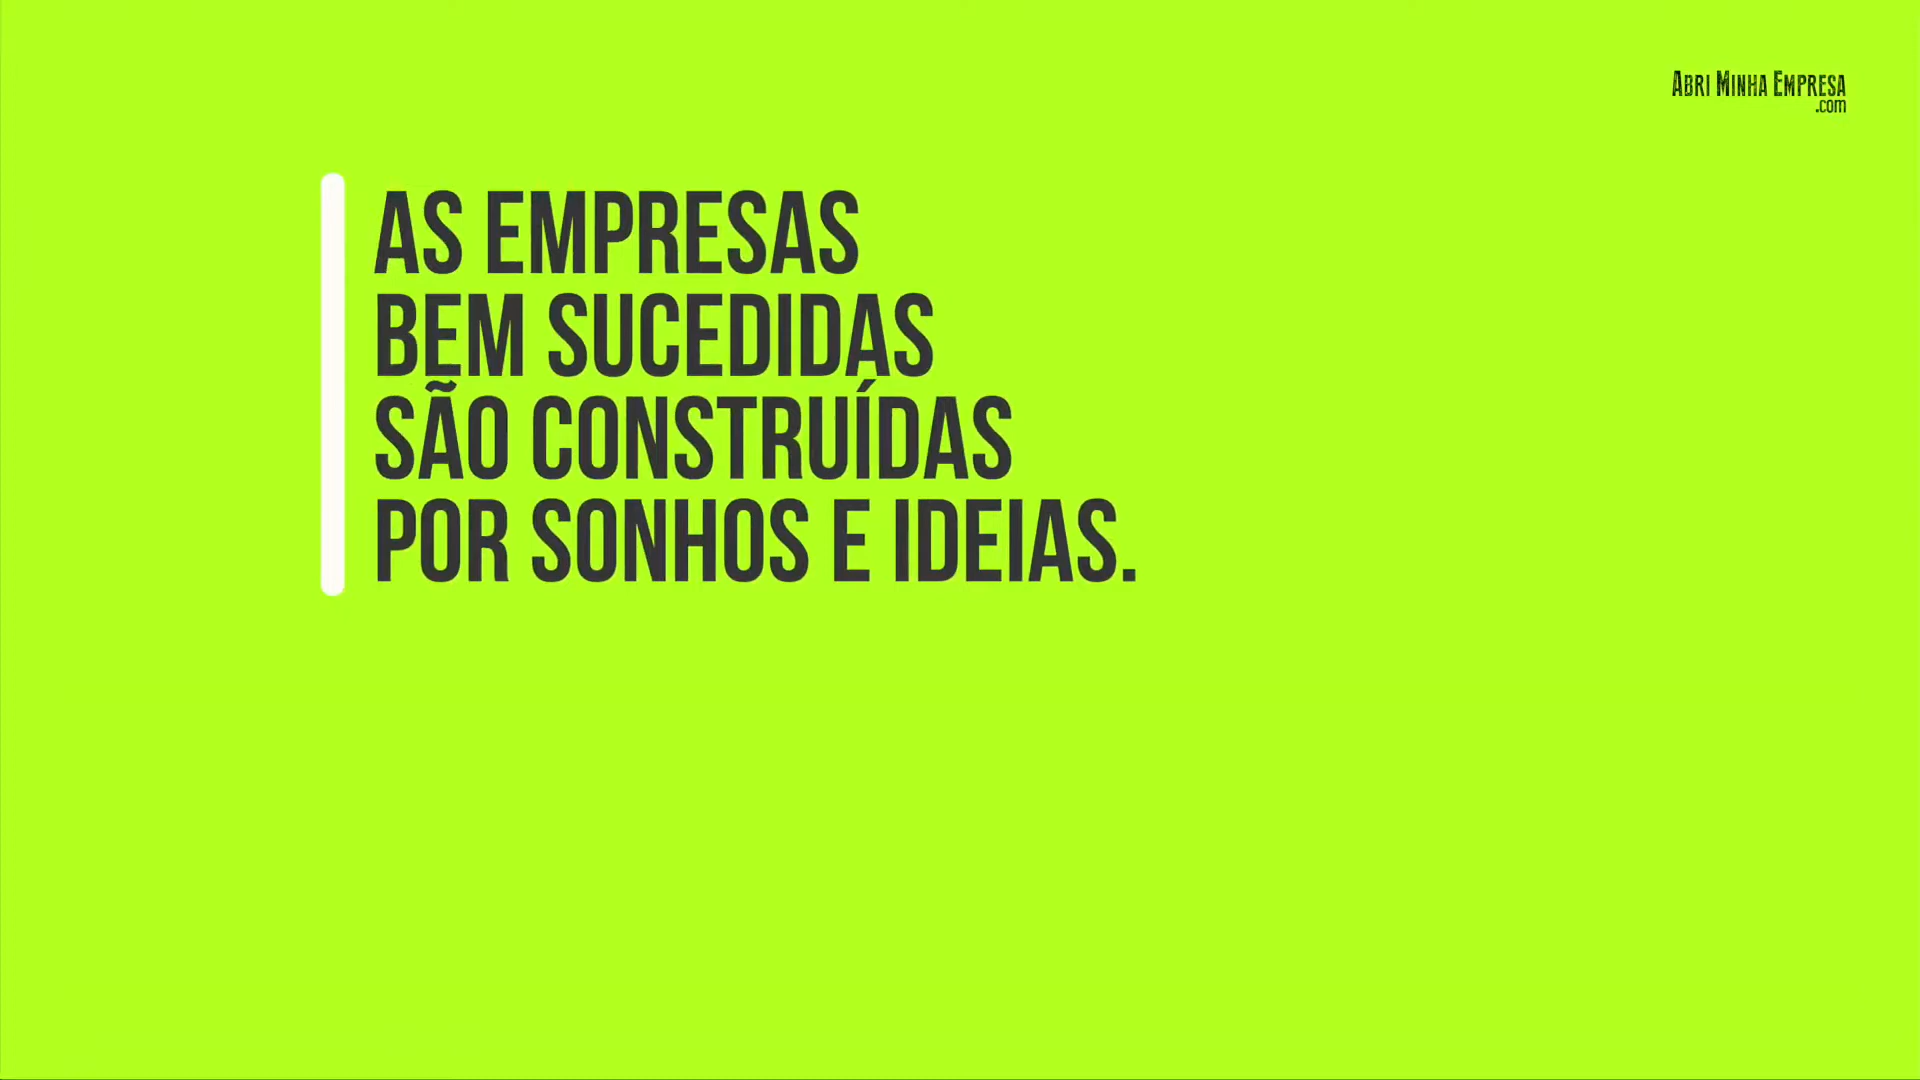 Abri Minha Empresa
.com
AS EMPRESAS
BEM SUCEDIDAS
SÃO CONSTRUÍDAS
POR SONHOS E IDEIAS.